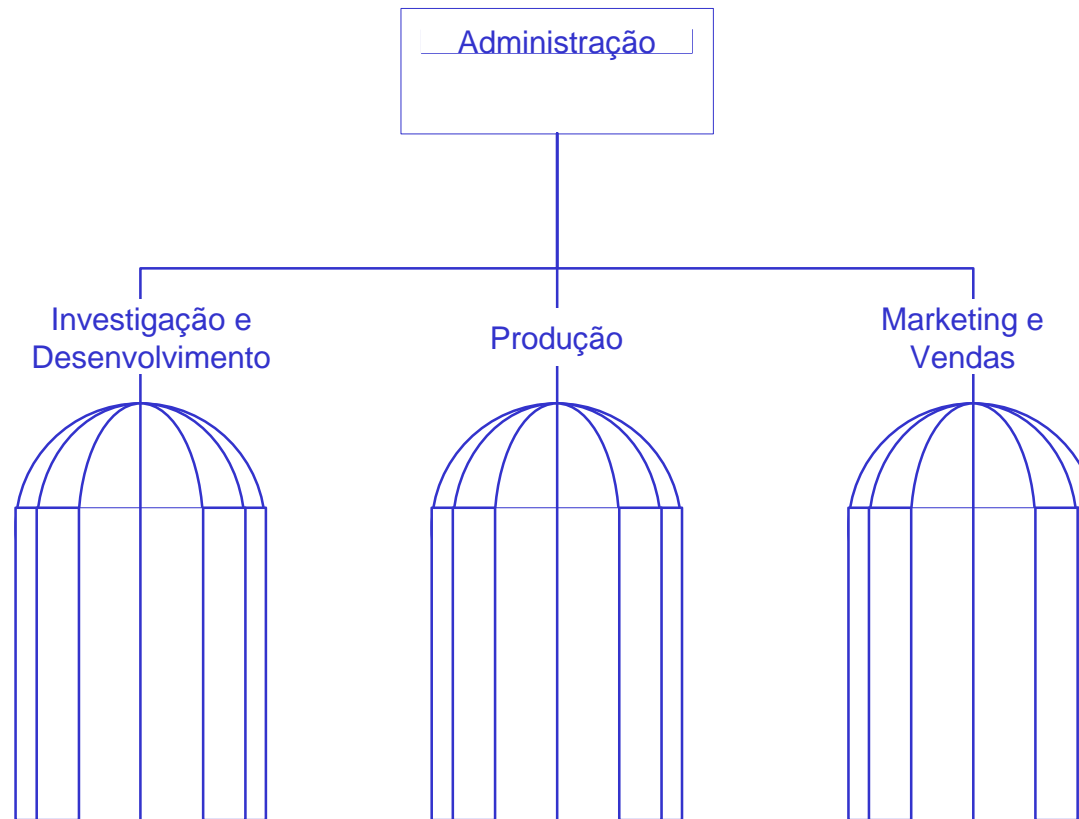 Administração
Investigação e
Desenvolvimento
Produção
Marketing e
Vendas